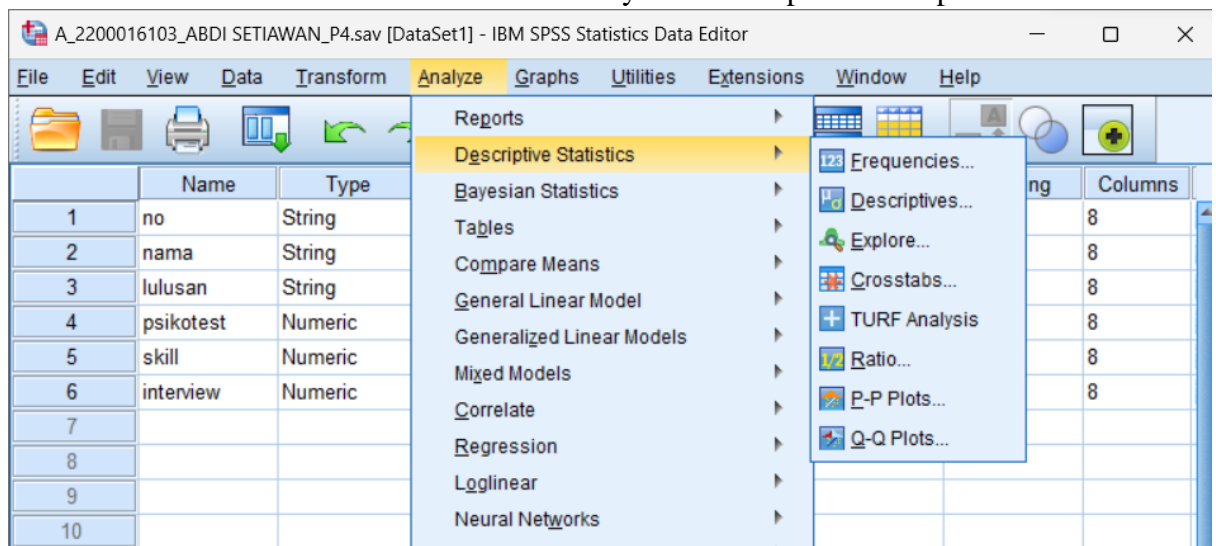 A_2200016103_ABDI SETIAWAN_P4.sav [DataSet1] - IBM SPSS Statistics Data Editor
File Edit View Data Transform Analyze Graphs Utilities Extensions Window Help
Reports
Descriptive Statistics
Bayesian Statistics
Tables
Compare Means
General Linear Model
Generalized Linear Models
Mixed Models
Correlate
Regression
Loglinear
Neural Networks
123 Frequencies...
Descriptives...
Explore...
Crosstabs...
TURF Analysis
1/2 Ratio...
P-P Plots...
Q-Q Plots...
Name Type ng Columns
1 no String 8
2 nama String 8
3 lulusan String 8
4 psikotest Numeric 8
5 skill Numeric 8
6 interview Numeric 8
7
8
9
10